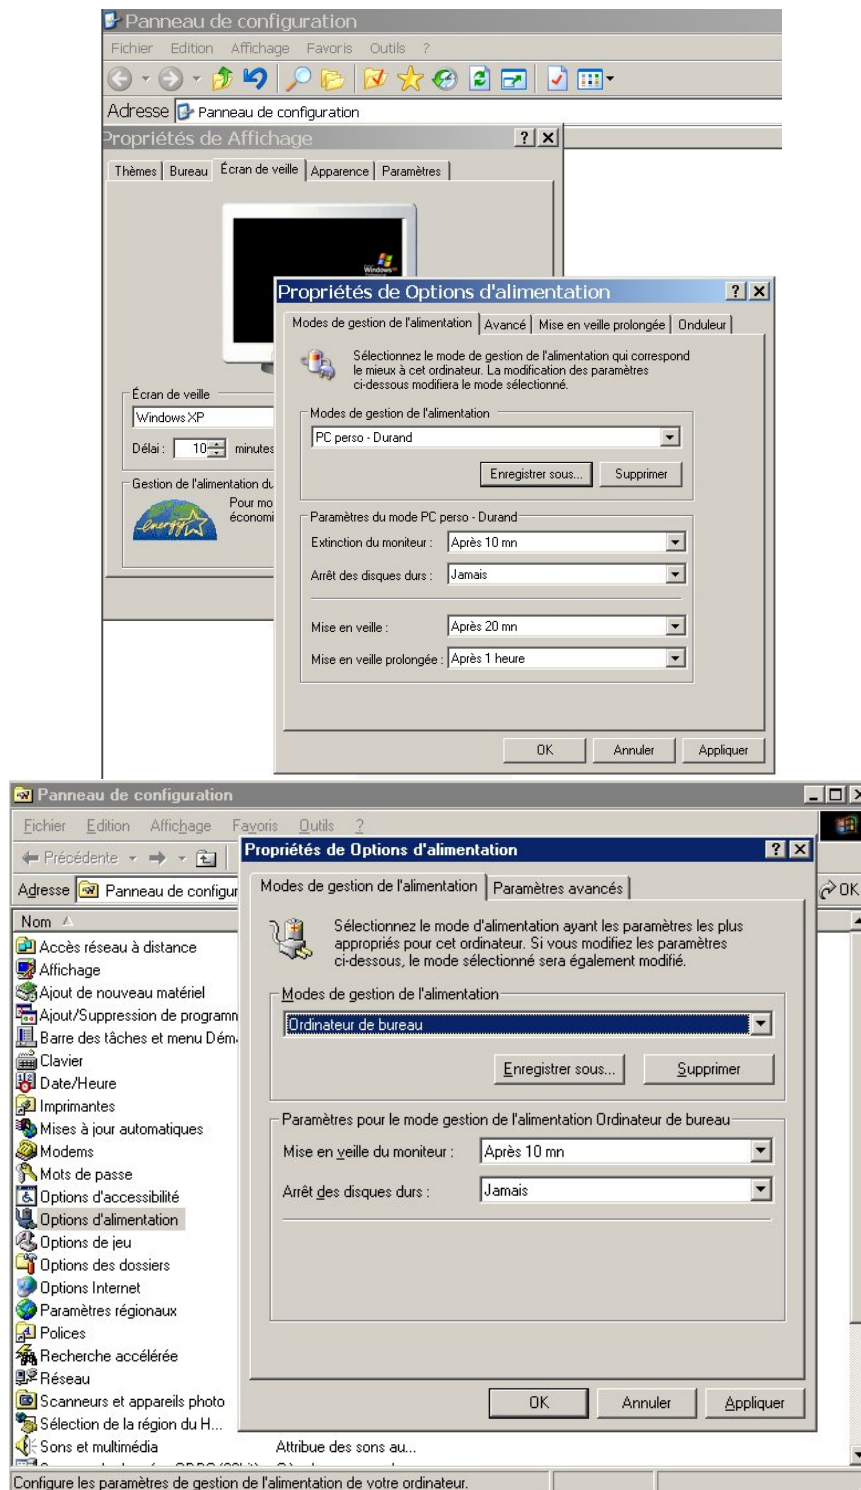 Panneau de configuration
Fichier Edition Affichage Favoris Outils ?
Adresse Panneau de configuration
Propriétés de Affichage
Thèmes Bureau Écran de veille Apparence Paramètres
Windows
Écran de veille
Windows XP
Délai : 10 minutes
Gestion de l'alimentation du
energy
Pour mo
économi
Propriétés de Options d'alimentation
Modes de gestion de l'alimentation Avancé Mise en veille prolongée Onduleur
Sélectionnez le mode de gestion de l'alimentation qui correspond
le mieux à cet ordinateur. La modification des paramètres
ci-dessous modifiera le mode sélectionné.
Modes de gestion de l'alimentation
PC perso - Durand
Enregistrer sous... Supprimer
Paramètres du mode PC perso - Durand
Extinction du moniteur : Après 10 mn
Arrêt des disques durs : Jamais
Mise en veille : Après 20 mn
Mise en veille prolongée : Après 1 heure
OK Annuler Appliquer
Panneau de configuration
Fichier Edition Affichage Favoris Outils ?
Précédente
Adresse Panneau de configur
OK
Nom
Accès réseau à distance
Affichage
Ajout de nouveau matériel
Ajout/Suppression de programm
Barre des tâches et menu Dém
Clavier
Date/Heure
Imprimantes
Mises à jour automatiques
Modems
Mots de passe
Options d'accessibilité
Options d'alimentation
Options de jeu
Options des dossiers
Options Internet
Paramètres régionaux
Polices
Recherche accélérée
Réseau
Scanneurs et appareils photo
Sélection de la région du H...
Sons et multimédia Attribue des sons au...
Propriétés de Options d'alimentation
Modes de gestion de l'alimentation Paramètres avancés
Sélectionnez le mode d'alimentation ayant les paramètres les plus
appropriés pour cet ordinateur. Si vous modifiez les paramètres
ci-dessous, le mode sélectionné sera également modifié.
Modes de gestion de l'alimentation
Ordinateur de bureau
Enregistrer sous... Supprimer
Paramètres pour le mode gestion de l'alimentation Ordinateur de bureau
Mise en veille du moniteur : Après 10 mn
Arrêt des disques durs : Jamais
OK Annuler Appliquer
Configure les paramètres de gestion de l'alimentation de votre ordinateur.